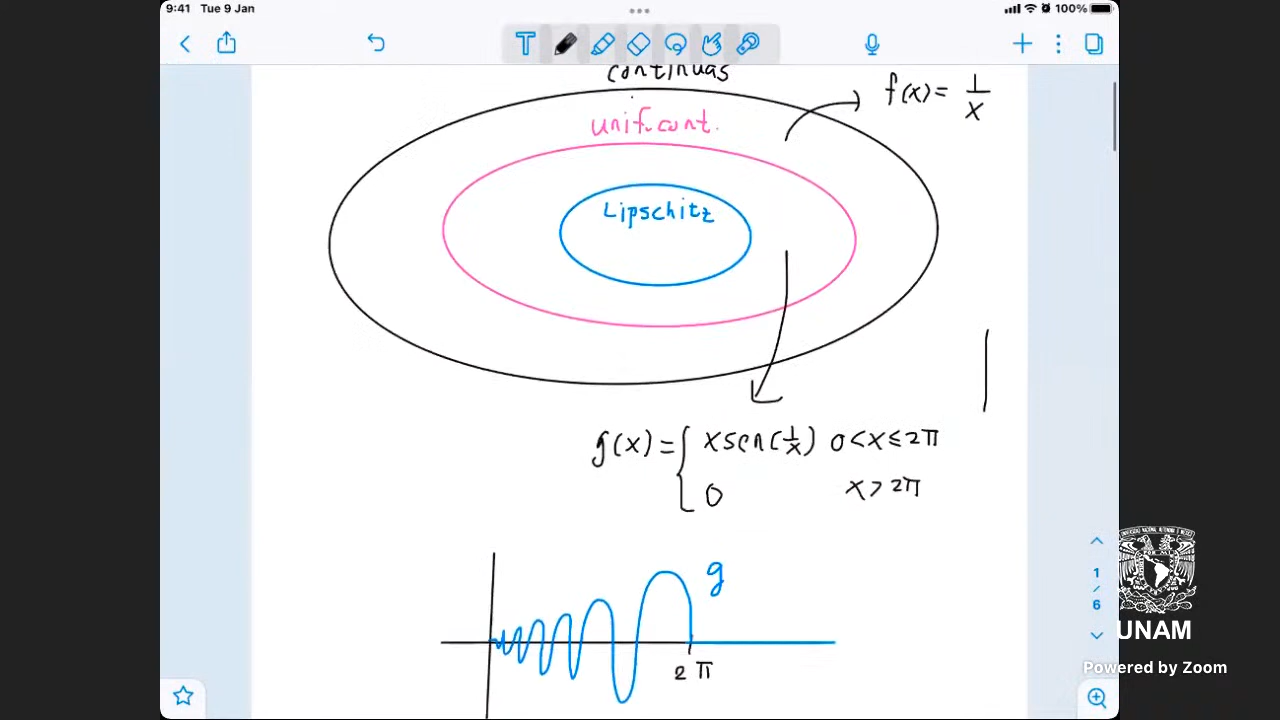 9:41 Tue 9 Jan
100%
continuas
f(x) = 1/x
unif. cont.
Lipschitz
g(x) = { x sen(1/x) 0 < x ≤ 2π
0 x > 2π
g
2π
1
/
6
UNAM
Powered by Zoom